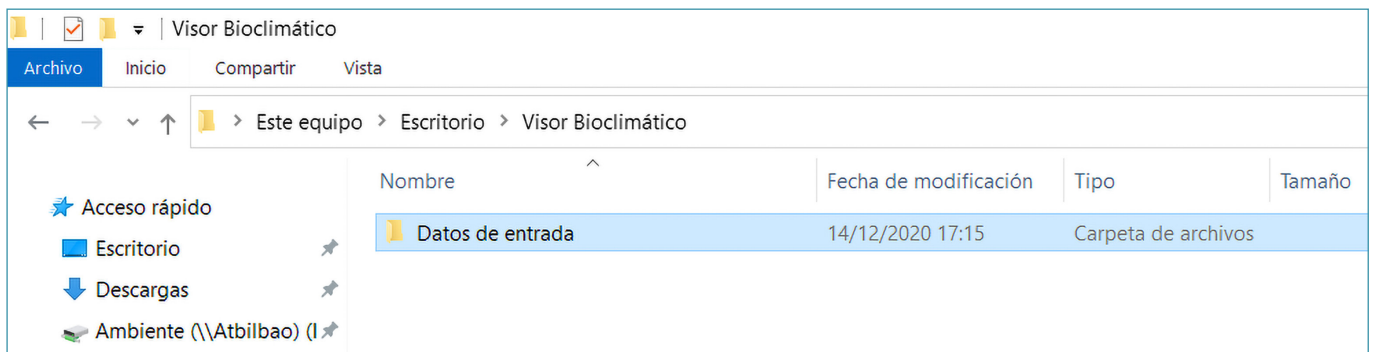 Visor Bioclimático
Archivo Inicio Compartir Vista
Este equipo > Escritorio > Visor Bioclimático
Nombre Fecha de modificación Tipo Tamaño
Acceso rápido
Datos de entrada 14/12/2020 17:15 Carpeta de archivos
Escritorio
Descargas
Ambiente (\\Atbilbao) (